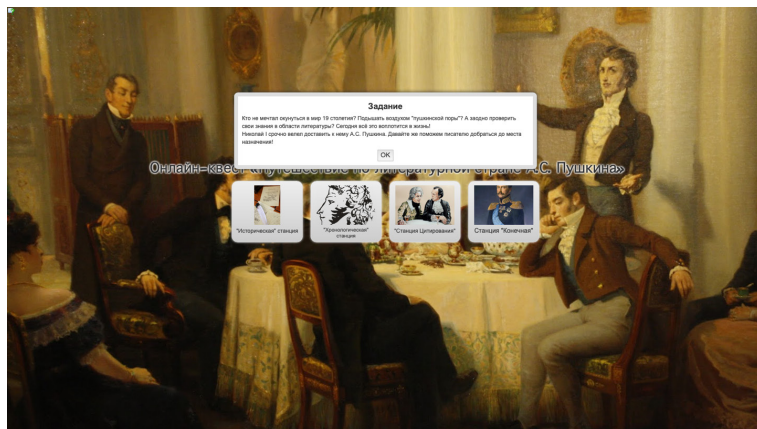 Задание
Кто не мечтал окунуться в мир 19 столетия? Подышать воздухом "пушкинской поры"? А заодно проверить
свои знания в области литературы? Сегодня всё это воплотится в жизнь!
Николай I срочно велел доставить к нему А.С. Пушкина. Давайте же поможем писателю добраться до места
назначения!
OK
Онлайн-квест «Путешествие по литературной стране А.С. Пушкина»
"Историческая" станция
"Хронологическая"
станция
"Станция Цитирования"
Станция "Конечная"